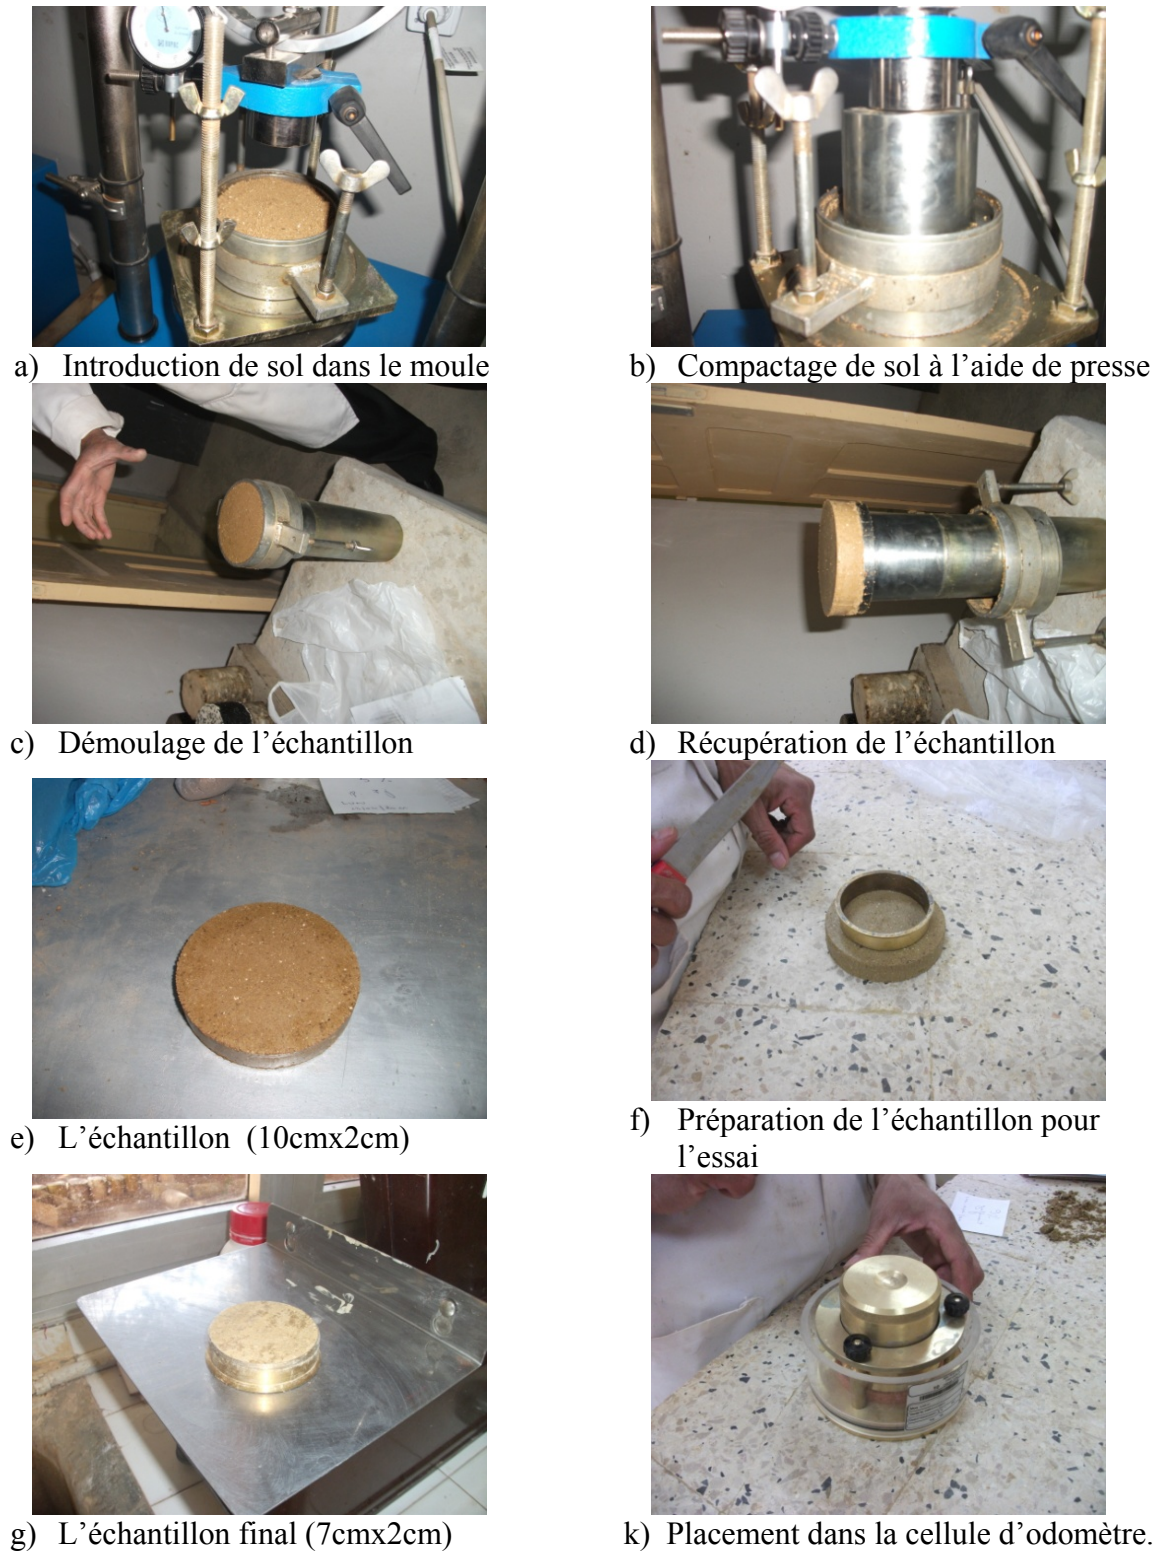 a) Introduction de sol dans le moule
b) Compactage de sol à l’aide de presse
c) Démoulage de l’échantillon
d) Récupération de l’échantillon
e) L’échantillon (10cmx2cm)
f) Préparation de l’échantillon pour
l’essai
g) L’échantillon final (7cmx2cm)
k) Placement dans la cellule d’odomètre.